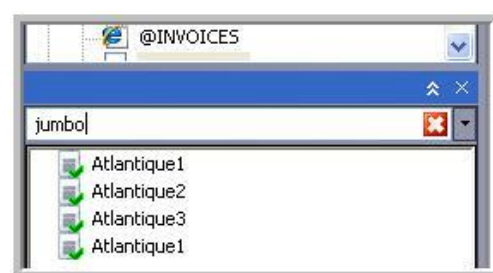 @INVOICES
jumbo
Atlantique1
Atlantique2
Atlantique3
Atlantique1